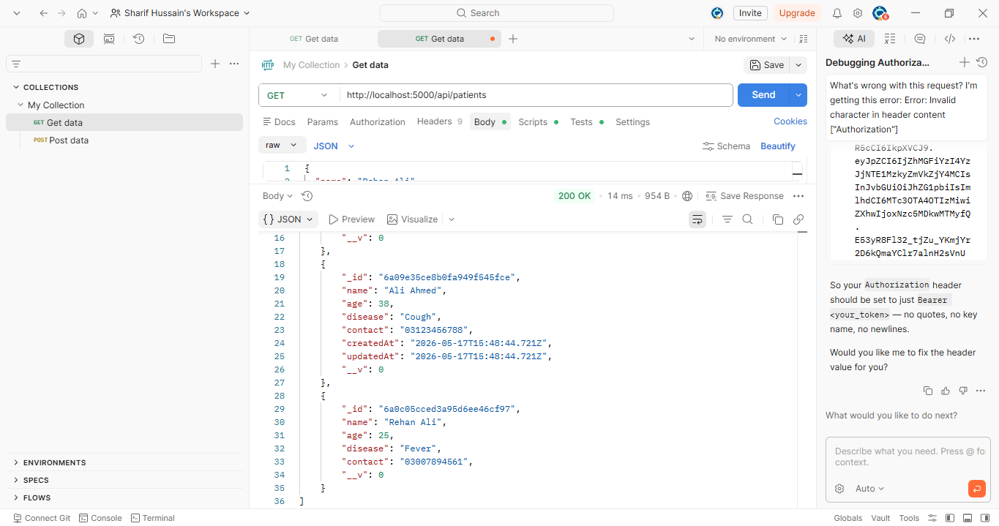 Sharif Hussain's Workspace
Search
Invite
Upgrade
5
GET Get data
GET Get data
No environment
AI
COLLECTIONS
My Collection
GET Get data
POST Post data
ENVIRONMENTS
SPECS
FLOWS
HTTP
My Collection > Get data
Save
GET
http://localhost:5000/api/patients
Send
Docs
Params
Authorization
Headers 9
Body
Scripts
Tests
Settings
Cookies
raw
JSON
Schema
Beautify
1 {
2 "name": "Rehan Ali"
Body
200 OK
14 ms
954 B
e.g. Save Response
{} JSON
Preview
Visualize
16 "__v": 0
17 },
18 {
19 "_id": "6a09e35ce8b0fa949f545fce",
20 "name": "Ali Ahmed",
21 "age": 38,
22 "disease": "Cough",
23 "contact": "03123456788",
24 "createdAt": "2026-05-17T15:48:44.721Z",
25 "updatedAt": "2026-05-17T15:48:44.721Z",
26 "__v": 0
27 },
28 {
29 "_id": "6a0c05cced3a95d6ee46cf97",
30 "name": "Rehan Ali",
31 "age": 25,
32 "disease": "Fever",
33 "contact": "03007894561",
34 "__v": 0
35 }
36 ]
Debugging Authoriza...
What's wrong with this request? I'm
getting this error: Error: Invalid
character in header content
["Authorization"]
R5cCI6IkpXVCJ9.
eyJpZCI6IjZhMGFiYzI4Yz
JjNTE1MzkyZmVkZjY4MCIs
InJvbGUiOiJhZG1pbiIsIm
lhdCI6MTc3OTA4OTIzMiwi
ZXhwIjoxNzc5MDkwMTMyfQ
.
E53yR8Fl32_tjZu_YKmjYr
2D6kQmaYClr7alnH2sVnU
So your Authorization header
should be set to just Bearer
<your_token> — no quotes, no key
name, no newlines.
Would you like me to fix the header
value for you?
What would you like to do next?
Describe what you need. Press @ for
context.
Auto
Connect Git
Console
Terminal
Globals
Vault
Tools